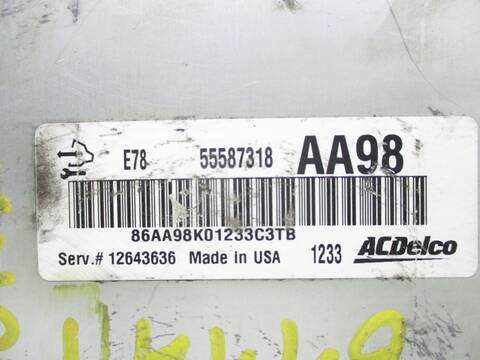 E78 55587318 AA98
86AA98K01233C3TB
Serv.# 12643636 Made in USA 1233 ACDelco